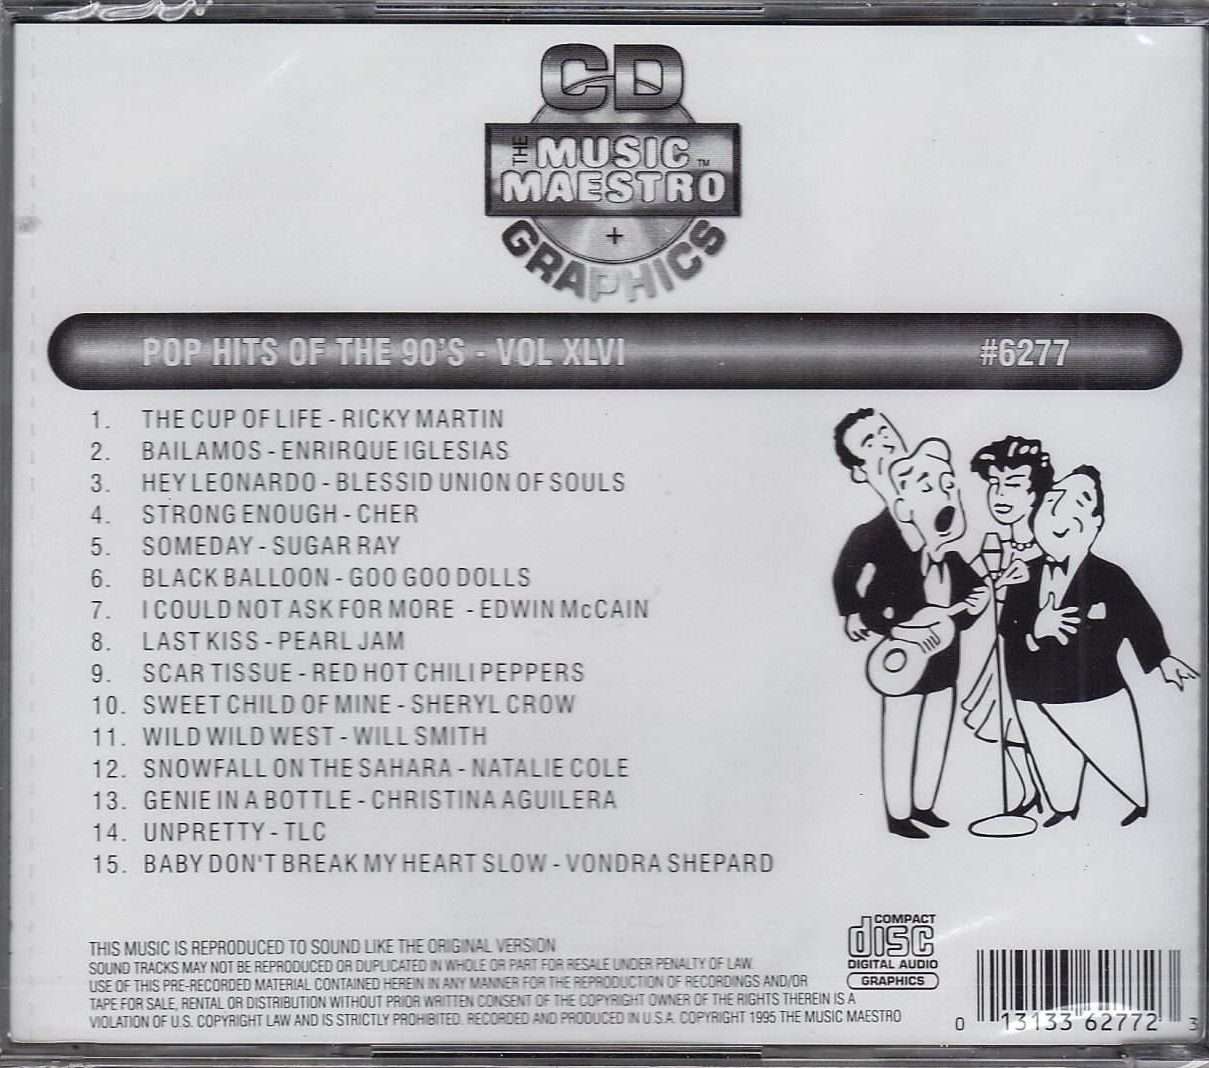 CD
THE MUSIC™
MAESTRO
+
GRAPHICS
POP HITS OF THE 90'S - VOL XLVI #6277
1. THE CUP OF LIFE - RICKY MARTIN
2. BAILAMOS - ENRIRQUE IGLESIAS
3. HEY LEONARDO - BLESSID UNION OF SOULS
4. STRONG ENOUGH - CHER
5. SOMEDAY - SUGAR RAY
6. BLACK BALLOON - GOO GOO DOLLS
7. I COULD NOT ASK FOR MORE - EDWIN McCAIN
8. LAST KISS - PEARL JAM
9. SCAR TISSUE - RED HOT CHILI PEPPERS
10. SWEET CHILD OF MINE - SHERYL CROW
11. WILD WILD WEST - WILL SMITH
12. SNOWFALL ON THE SAHARA - NATALIE COLE
13. GENIE IN A BOTTLE - CHRISTINA AGUILERA
14. UNPRETTY - TLC
15. BABY DON'T BREAK MY HEART SLOW - VONDRA SHEPARD
THIS MUSIC IS REPRODUCED TO SOUND LIKE THE ORIGINAL VERSION
SOUND TRACKS MAY NOT BE REPRODUCED OR DUPLICATED IN WHOLE OR PART FOR RESALE UNDER PENALTY OF LAW.
USE OF THIS PRE-RECORDED MATERIAL CONTAINED HEREIN IN ANY MANNER FOR THE REPRODUCTION OF RECORDINGS AND/OR
TAPE FOR SALE, RENTAL OR DISTRIBUTION WITHOUT PRIOR WRITTEN CONSENT OF THE COPYRIGHT OWNER OF THE RIGHTS THEREIN IS A
VIOLATION OF U.S. COPYRIGHT LAW AND IS STRICTLY PROHIBITED. RECORDED AND PRODUCED IN U.S.A. COPYRIGHT 1995 THE MUSIC MAESTRO
COMPACT
disc
DIGITAL AUDIO
GRAPHICS
0 13133 62772 3